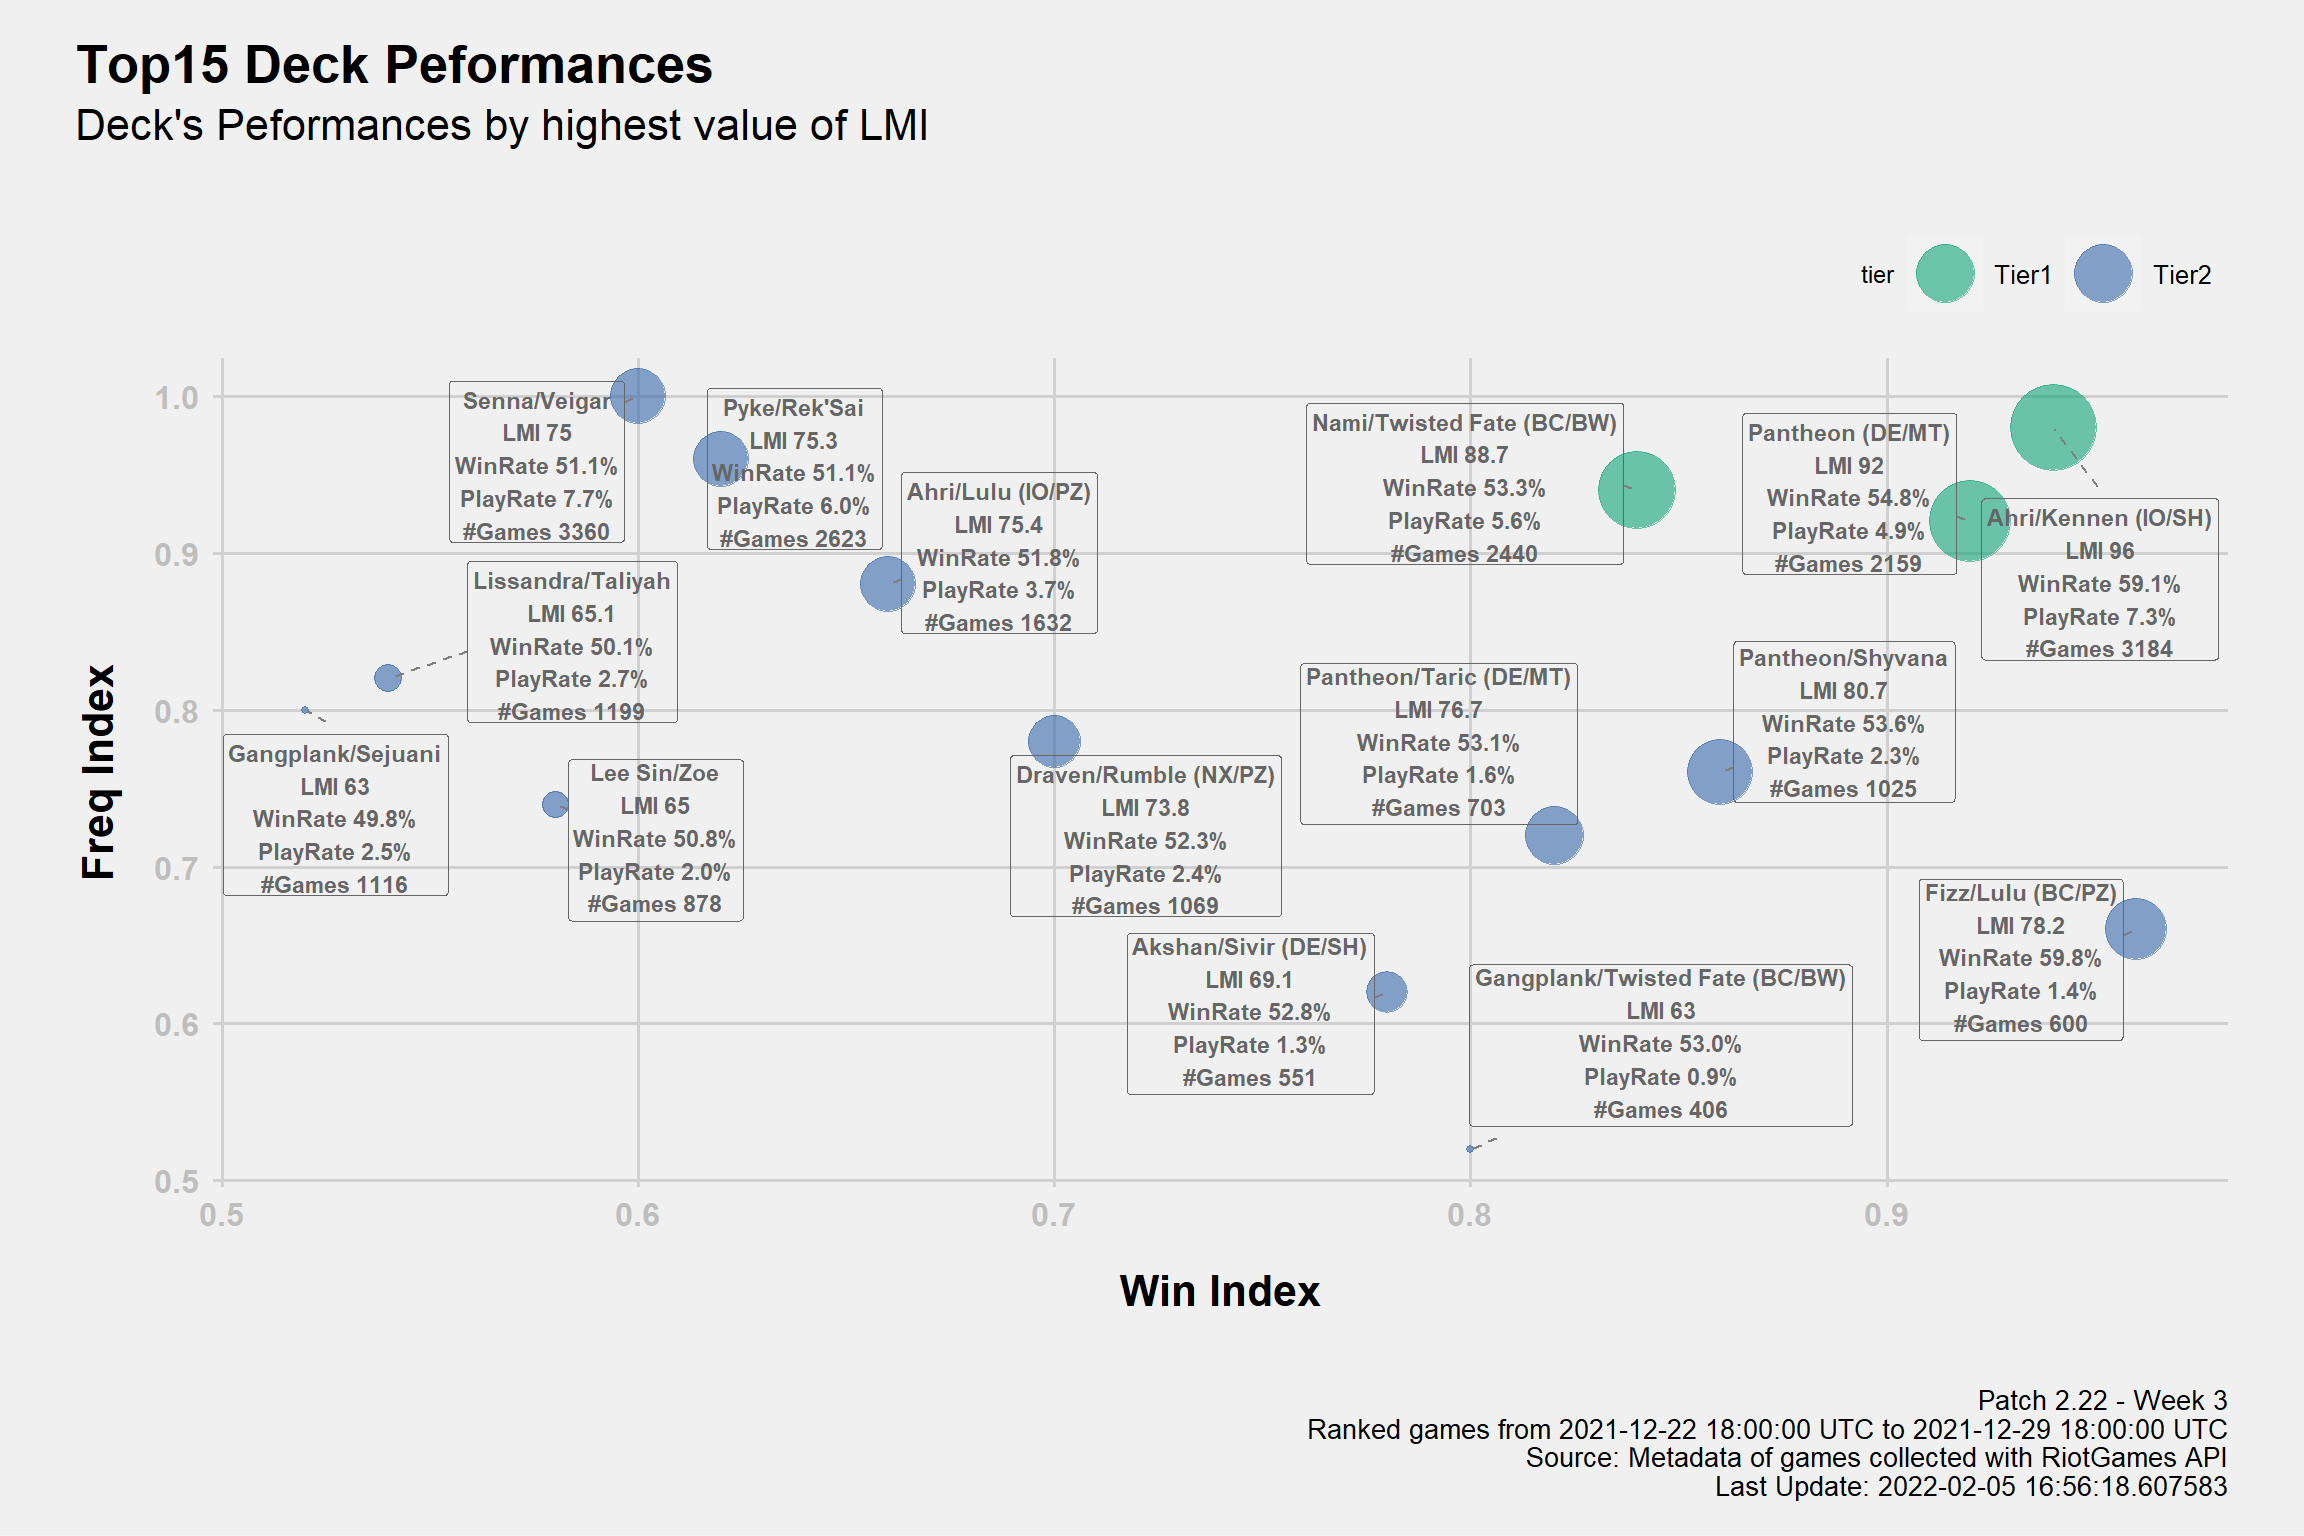 Top15 Deck Peformances
Deck's Peformances by highest value of LMI
tier
Tier1
Tier2
Freq Index
1.0
0.9
0.8
0.7
0.6
0.5
Senna/Veigar
LMI 75
WinRate 51.1%
PlayRate 7.7%
#Games 3360
Pyke/Rek'Sai
LMI 75.3
WinRate 51.1%
PlayRate 6.0%
#Games 2623
Ahri/Lulu (IO/PZ)
LMI 75.4
WinRate 51.8%
PlayRate 3.7%
#Games 1632
Nami/Twisted Fate (BC/BW)
LMI 88.7
WinRate 53.3%
PlayRate 5.6%
#Games 2440
Pantheon (DE/MT)
LMI 92
WinRate 54.8%
PlayRate 4.9%
#Games 2159
Ahri/Kennen (IO/SH)
LMI 96
WinRate 59.1%
PlayRate 7.3%
#Games 3184
Lissandra/Taliyah
LMI 65.1
WinRate 50.1%
PlayRate 2.7%
#Games 1199
Gangplank/Sejuani
LMI 63
WinRate 49.8%
PlayRate 2.5%
#Games 1116
Lee Sin/Zoe
LMI 65
WinRate 50.8%
PlayRate 2.0%
#Games 878
Draven/Rumble (NX/PZ)
LMI 73.8
WinRate 52.3%
PlayRate 2.4%
#Games 1069
Pantheon/Taric (DE/MT)
LMI 76.7
WinRate 53.1%
PlayRate 1.6%
#Games 703
Pantheon/Shyvana
LMI 80.7
WinRate 53.6%
PlayRate 2.3%
#Games 1025
Akshan/Sivir (DE/SH)
LMI 69.1
WinRate 52.8%
PlayRate 1.3%
#Games 551
Gangplank/Twisted Fate (BC/BW)
LMI 63
WinRate 53.0%
PlayRate 0.9%
#Games 406
Fizz/Lulu (BC/PZ)
LMI 78.2
WinRate 59.8%
PlayRate 1.4%
#Games 600
0.5
0.6
0.7
0.8
0.9
Win Index
Patch 2.22 - Week 3
Ranked games from 2021-12-22 18:00:00 UTC to 2021-12-29 18:00:00 UTC
Source: Metadata of games collected with RiotGames API
Last Update: 2022-02-05 16:56:18.607583